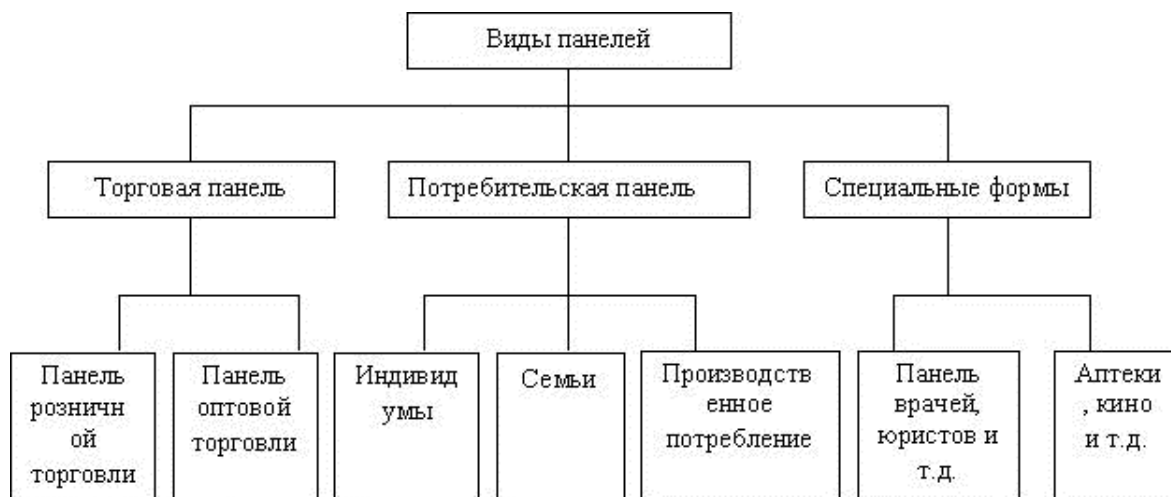 Виды панелей
Торговая панель
Потребительская панель
Специальные формы
Панель
розничн
ой
торговли
Панель
оптовой
торговли
Индивид
умы
Семьи
Производств
енное
потребление
Панель
врачей,
юристов и
т.д.
Аптеки
, кино
и т.д.